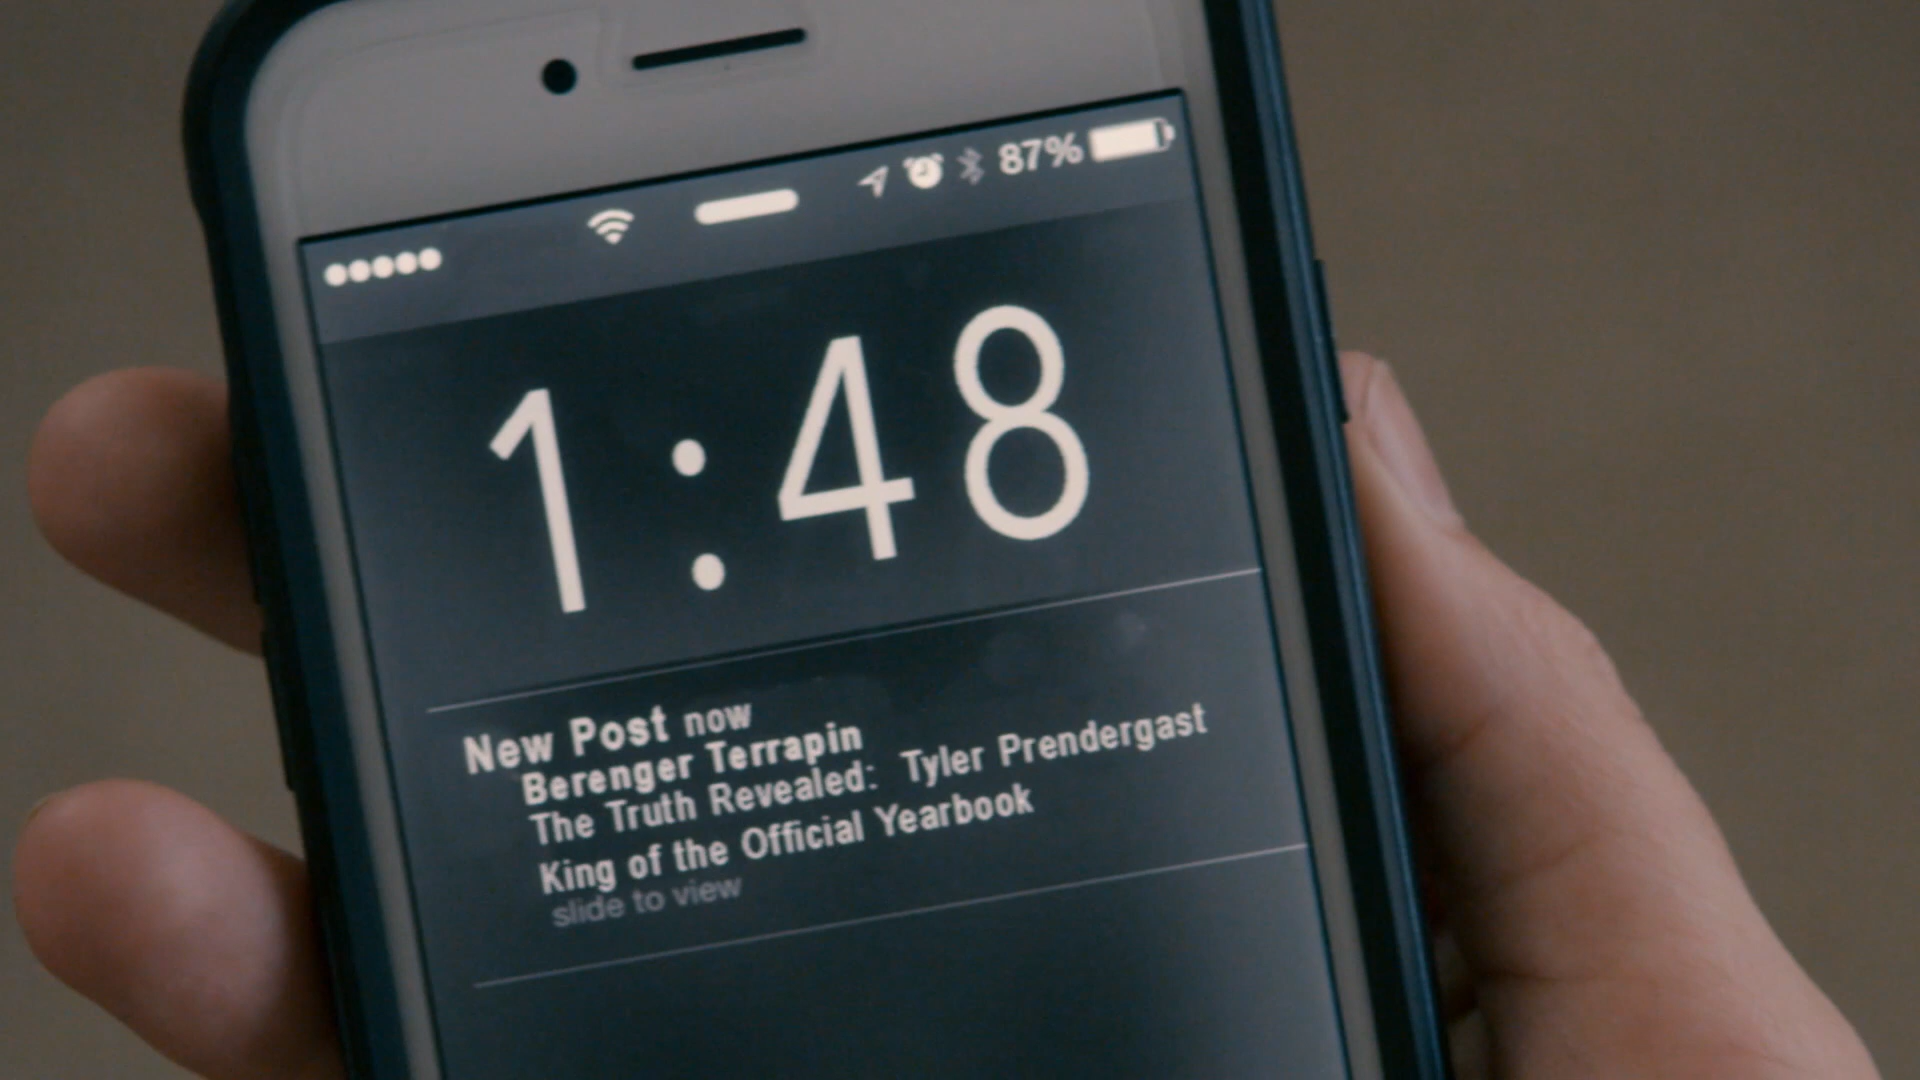 87%
1:48
New Post now
Berenger Terrapin
The Truth Revealed: Tyler Prendergast
King of the Official Yearbook
slide to view